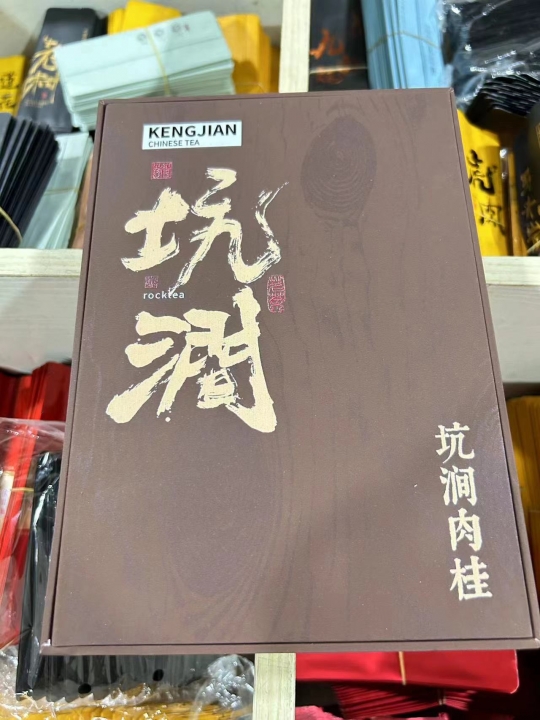 KENGJIAN
CHINESE TEA
坑
rocktea
澗
坑涧肉桂